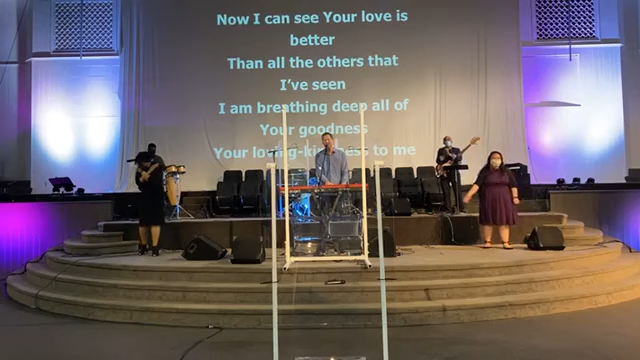 Now I can see Your love is
better
Than all the others that
I've seen
I am breathing deep all of
Your goodness
Your loving-kindness to me